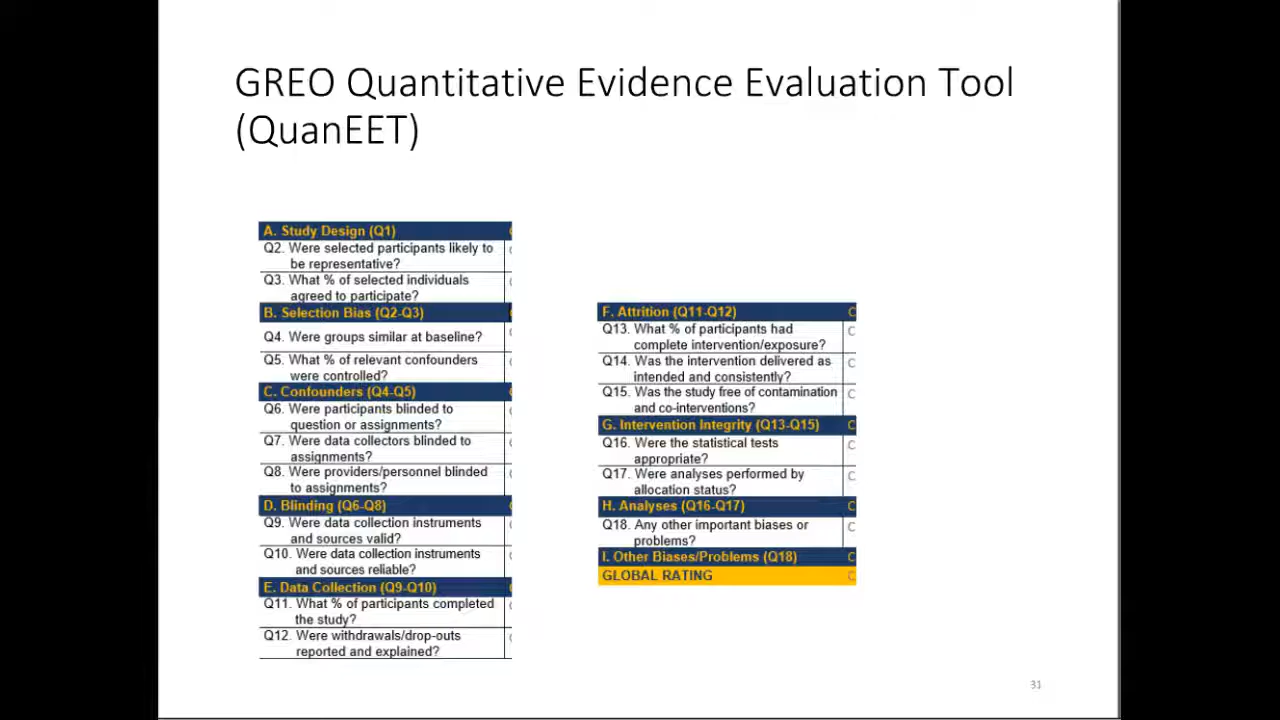 GREO Quantitative Evidence Evaluation Tool
(QuanEET)
A. Study Design (Q1)
Q2. Were selected participants likely to
be representative?
Q3. What % of selected individuals
agreed to participate?
B. Selection Bias (Q2-Q3)
Q4. Were groups similar at baseline?
Q5. What % of relevant confounders
were controlled?
C. Confounders (Q4-Q5)
Q6. Were participants blinded to
question or assignments?
Q7. Were data collectors blinded to
assignments?
Q8. Were providers/personnel blinded
to assignments?
D. Blinding (Q6-Q8)
Q9. Were data collection instruments
and sources valid?
Q10. Were data collection instruments
and sources reliable?
E. Data Collection (Q9-Q10)
Q11. What % of participants completed
the study?
Q12. Were withdrawals/drop-outs
reported and explained?
F. Attrition (Q11-Q12)
Q13. What % of participants had
complete intervention/exposure?
Q14. Was the intervention delivered as
intended and consistently?
Q15. Was the study free of contamination
and co-interventions?
G. Intervention Integrity (Q13-Q15)
Q16. Were the statistical tests
appropriate?
Q17. Were analyses performed by
allocation status?
H. Analyses (Q16-Q17)
Q18. Any other important biases or
problems?
I. Other Biases/Problems (Q18)
GLOBAL RATING
31